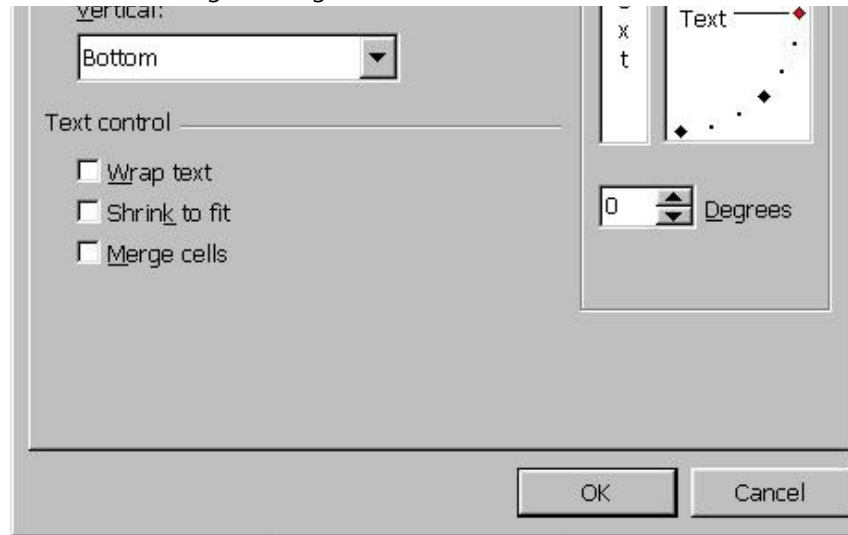 Vertical:
Bottom
Text control
Wrap text
Shrink to fit
Merge cells
x
t
Text
0
Degrees
OK
Cancel